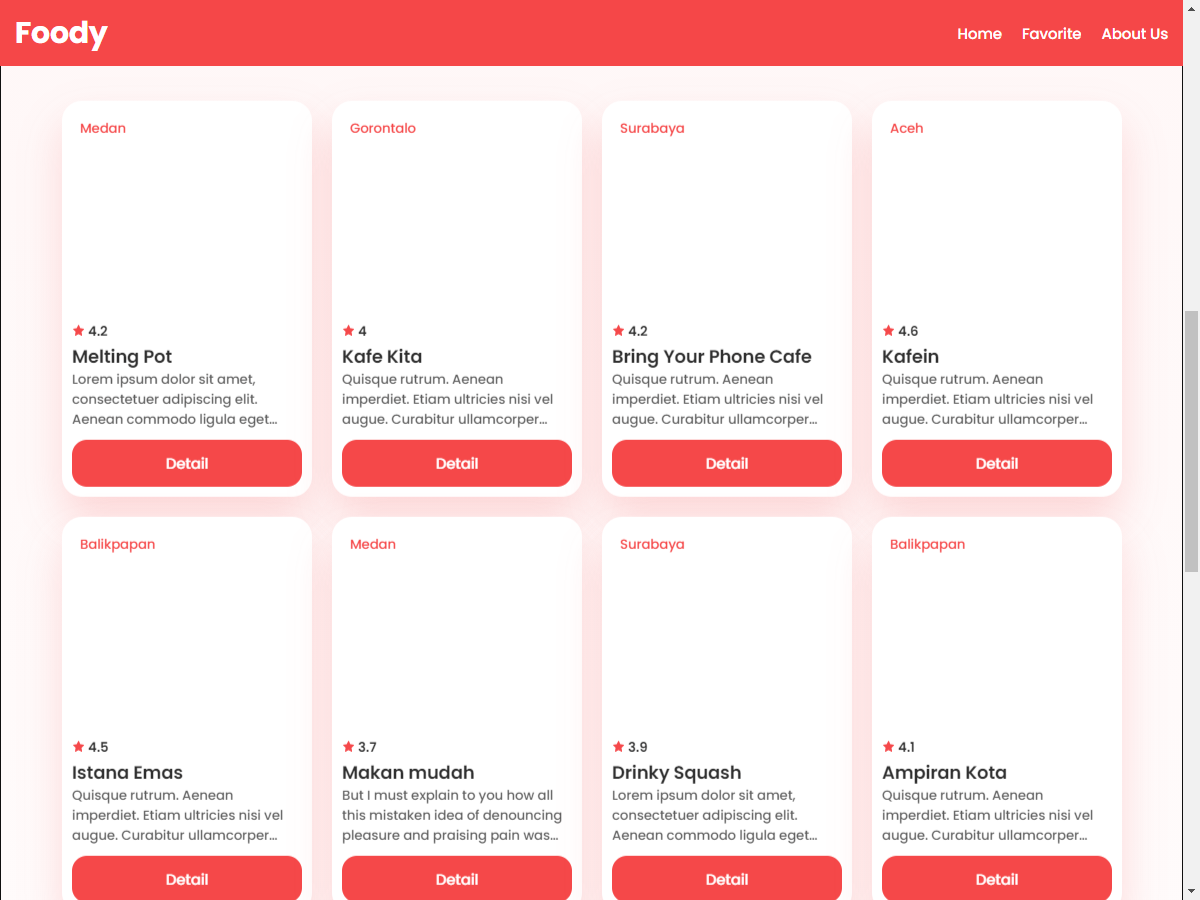 Foody
Home
Favorite
About Us
Medan
4.2
Melting Pot
Lorem ipsum dolor sit amet,
consectetuer adipiscing elit.
Aenean commodo ligula eget...
Detail
Gorontalo
4
Kafe Kita
Quisque rutrum. Aenean
imperdiet. Etiam ultricies nisi vel
augue. Curabitur ullamcorper...
Detail
Surabaya
4.2
Bring Your Phone Cafe
Quisque rutrum. Aenean
imperdiet. Etiam ultricies nisi vel
augue. Curabitur ullamcorper...
Detail
Aceh
4.6
Kafein
Quisque rutrum. Aenean
imperdiet. Etiam ultricies nisi vel
augue. Curabitur ullamcorper...
Detail
Balikpapan
4.5
Istana Emas
Quisque rutrum. Aenean
imperdiet. Etiam ultricies nisi vel
augue. Curabitur ullamcorper...
Detail
Medan
3.7
Makan mudah
But I must explain to you how all
this mistaken idea of denouncing
pleasure and praising pain was...
Detail
Surabaya
3.9
Drinky Squash
Lorem ipsum dolor sit amet,
consectetuer adipiscing elit.
Aenean commodo ligula eget...
Detail
Balikpapan
4.1
Ampiran Kota
Quisque rutrum. Aenean
imperdiet. Etiam ultricies nisi vel
augue. Curabitur ullamcorper...
Detail